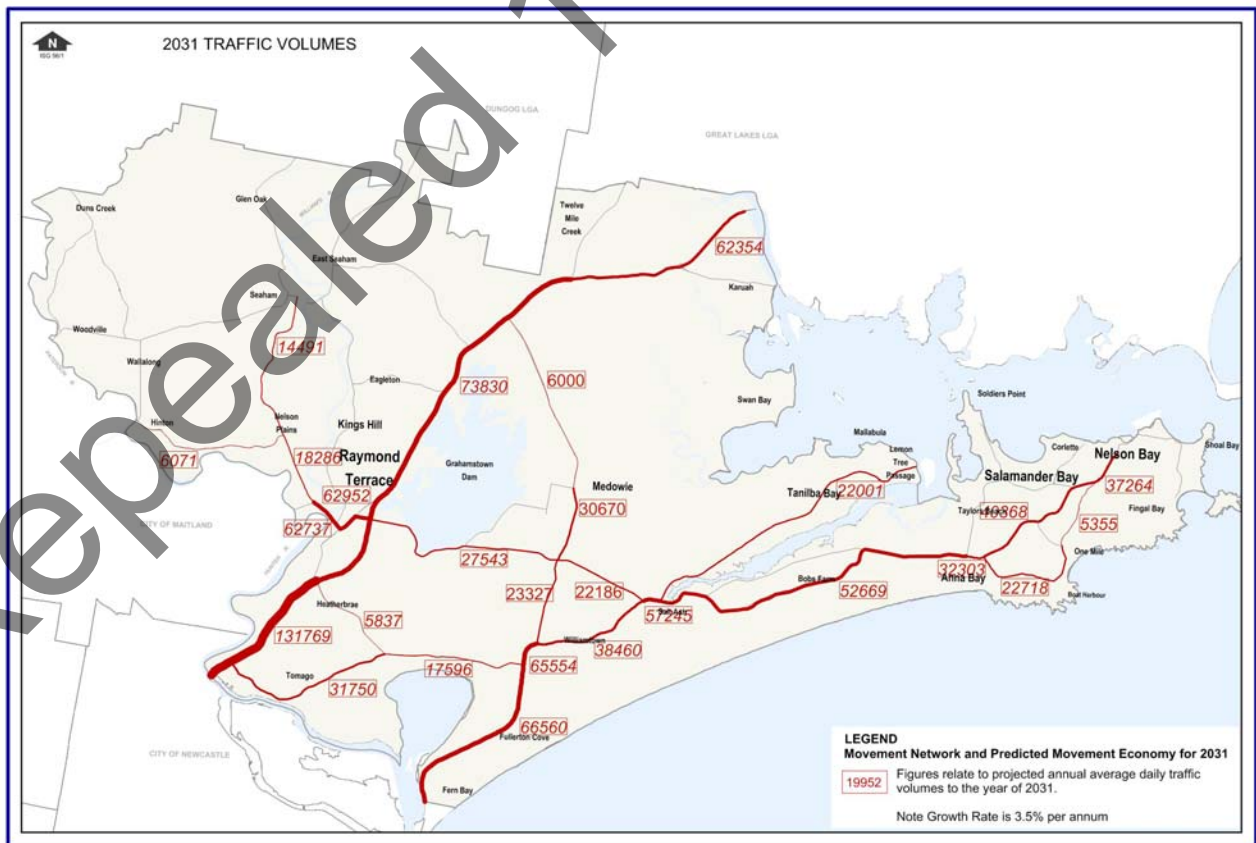 2031 TRAFFIC VOLUMES
N
ISG 56/1
DUNGOG LGA
GREAT LAKES LGA
Glen Oak
Duns Creek
WILLIAMS R
Twelve
Mile
Creek
62354
East Seaham
Karuah
Seaham
Woodville
14491
Wallalong
6000
73830
Eagleton
Swan Bay
Soldiers Point
Nelson
Plains
Hinton
Kings Hill
Mallabula
Corlette
Shoal Bay
Lemon
Tree
Passage
Nelson Bay
Raymond
Terrace
6071
18286
Grahamstown
Dam
Salamander Bay
37264
Medowie
Tanilba Bay
22001
62952
30670
Taylors
Fingal Bay
5355
CITY OF MAITLAND
62737
One Mile
27543
32303
Anna Bay
Bobs Farm
52669
22718
Boat Harbour
23327
22186
Heatherbrae
5837
57245
131769
Williamtown
38460
65554
17596
Tomago
31750
66560
Fullerton Cove
CITY OF NEWCASTLE
Fern Bay
LEGEND
Movement Network and Predicted Movement Economy for 2031
19952
Figures relate to projected annual average daily traffic
volumes to the year of 2031.
Note Growth Rate is 3.5% per annum
Repealed